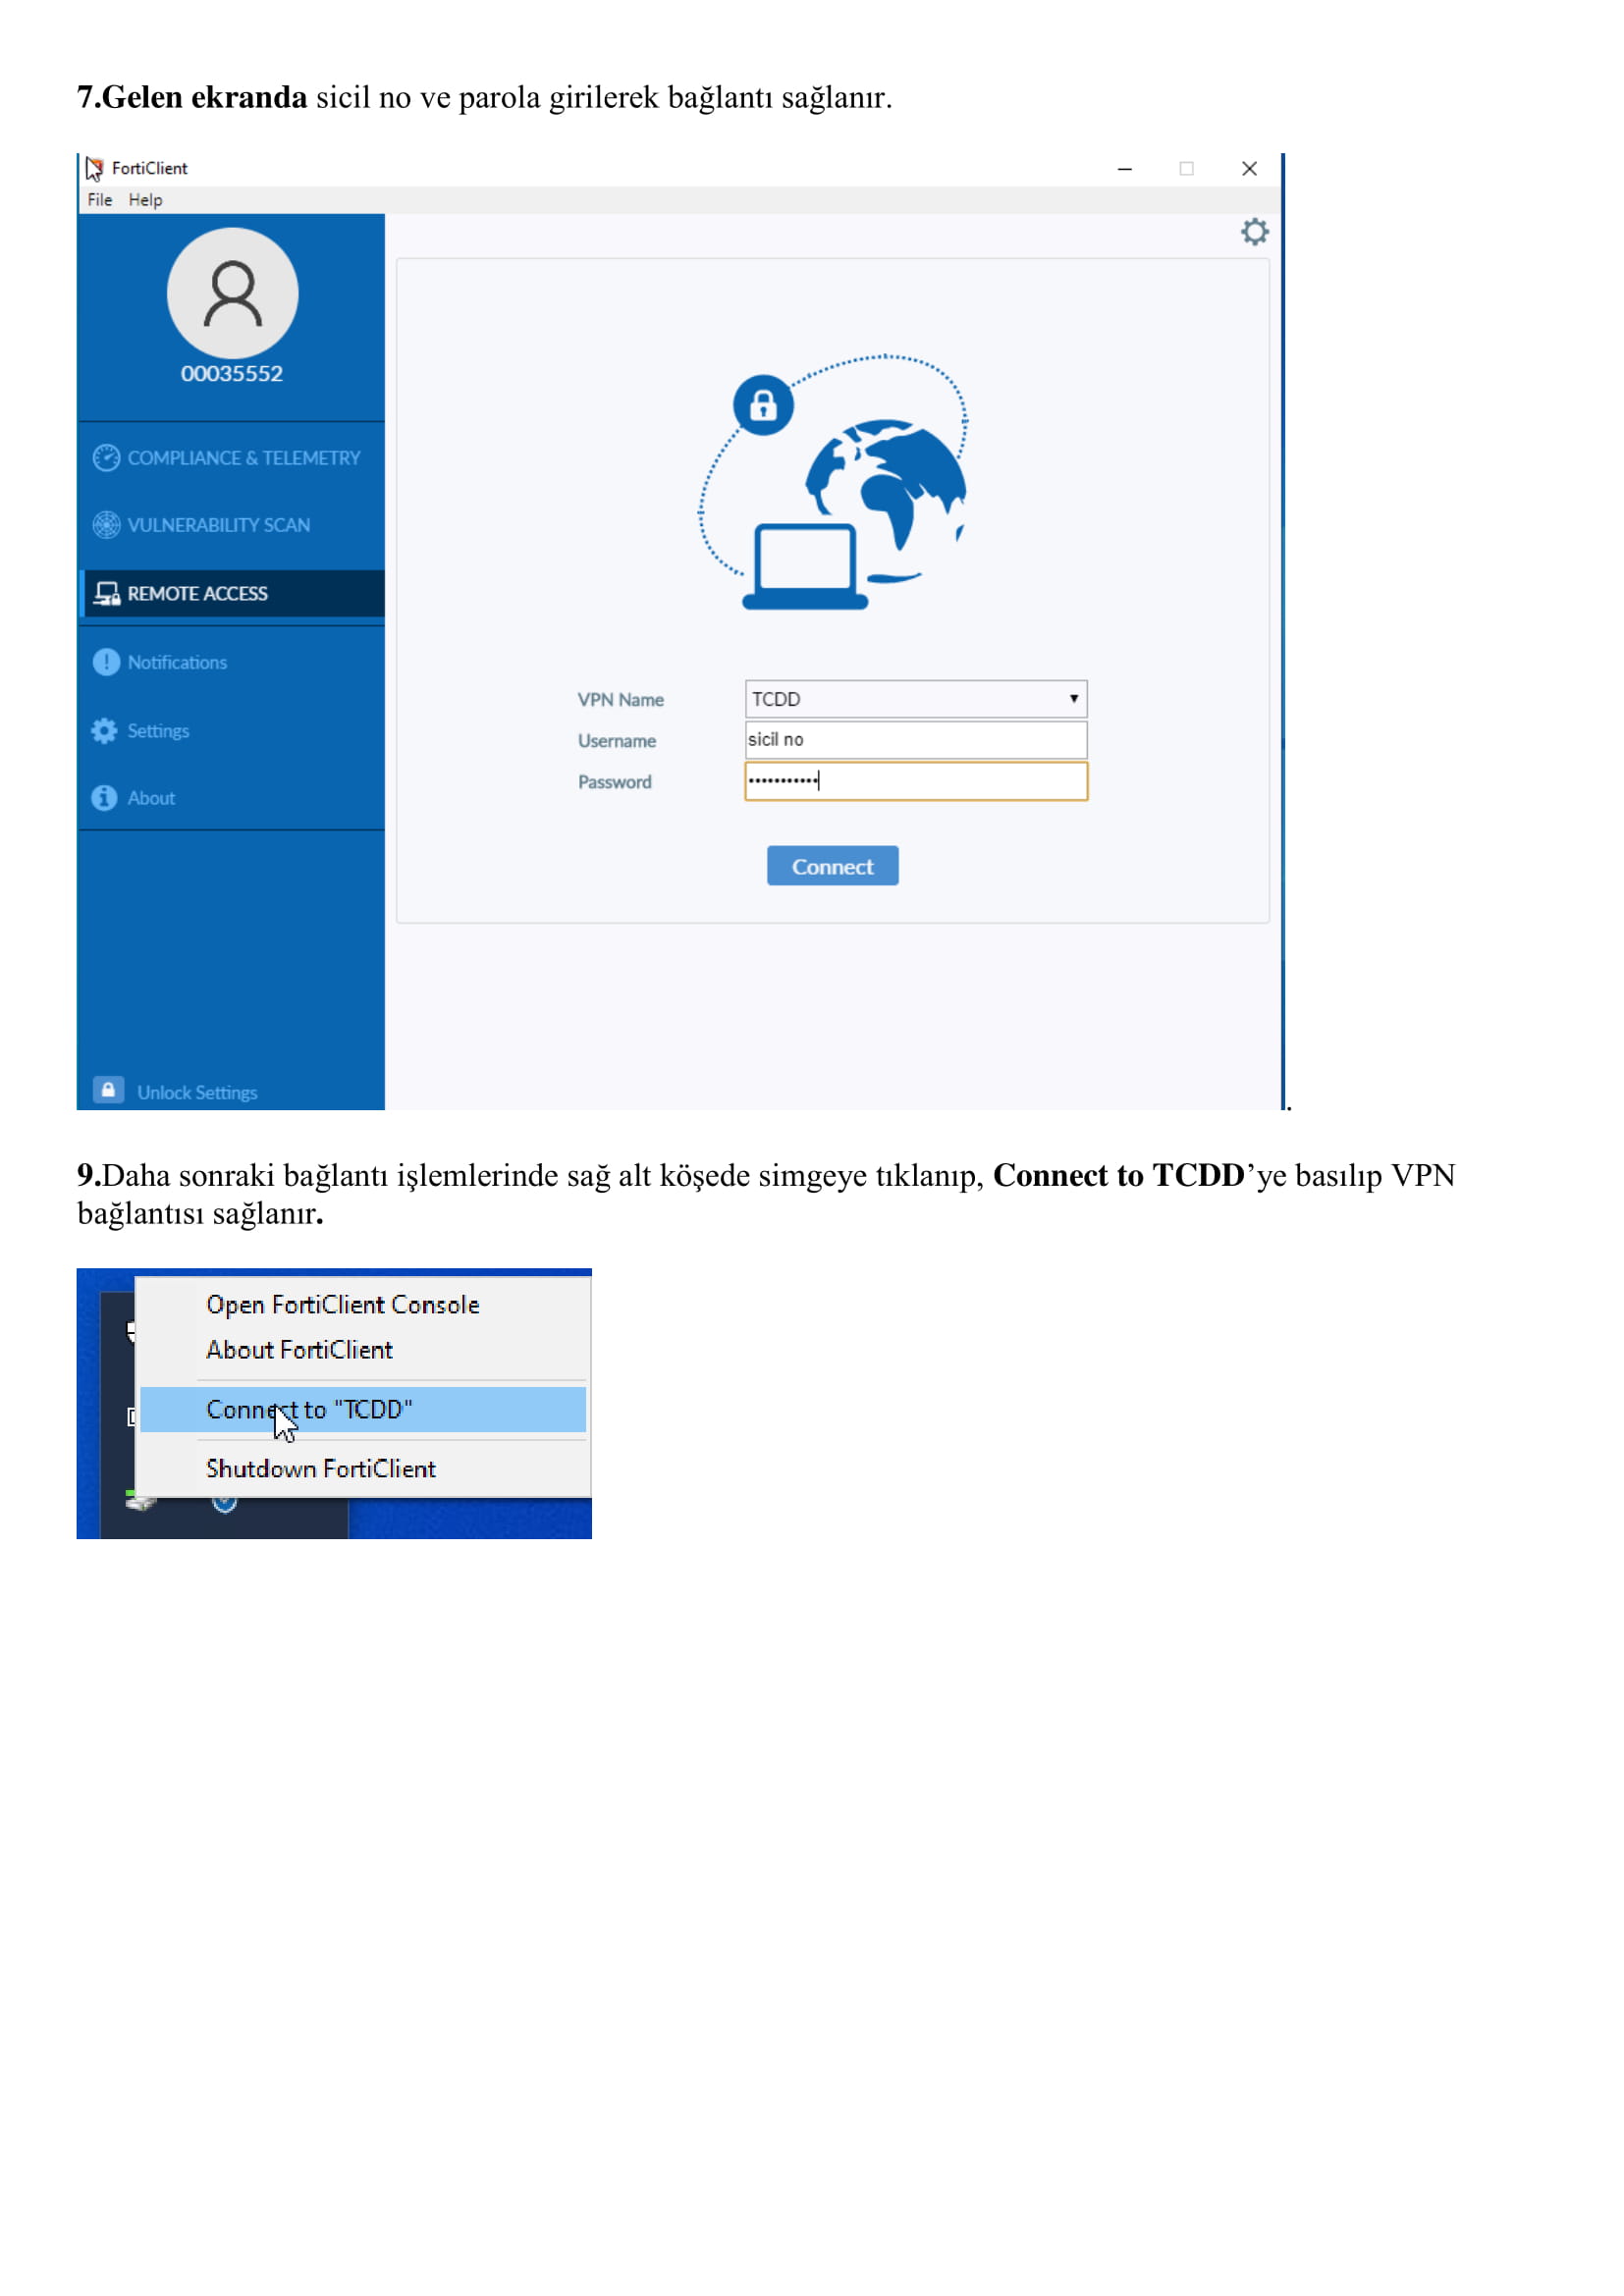 7.Gelen ekranda sicil no ve parola girilerek bağlantı sağlanır.
FortiClient
File Help
00035552
COMPLIANCE & TELEMETRY
VULNERABILITY SCAN
REMOTE ACCESS
Notifications
Settings
About
VPN Name TCDD
Username sicil no
Password •••••••••••
Connect
Unlock Settings
.
9.Daha sonraki bağlantı işlemlerinde sağ alt köşede simgeye tıklanıp, Connect to TCDD’ye basılıp VPN
bağlantısı sağlanır.
Open FortiClient Console
About FortiClient
Connect to "TCDD"
Shutdown FortiClient